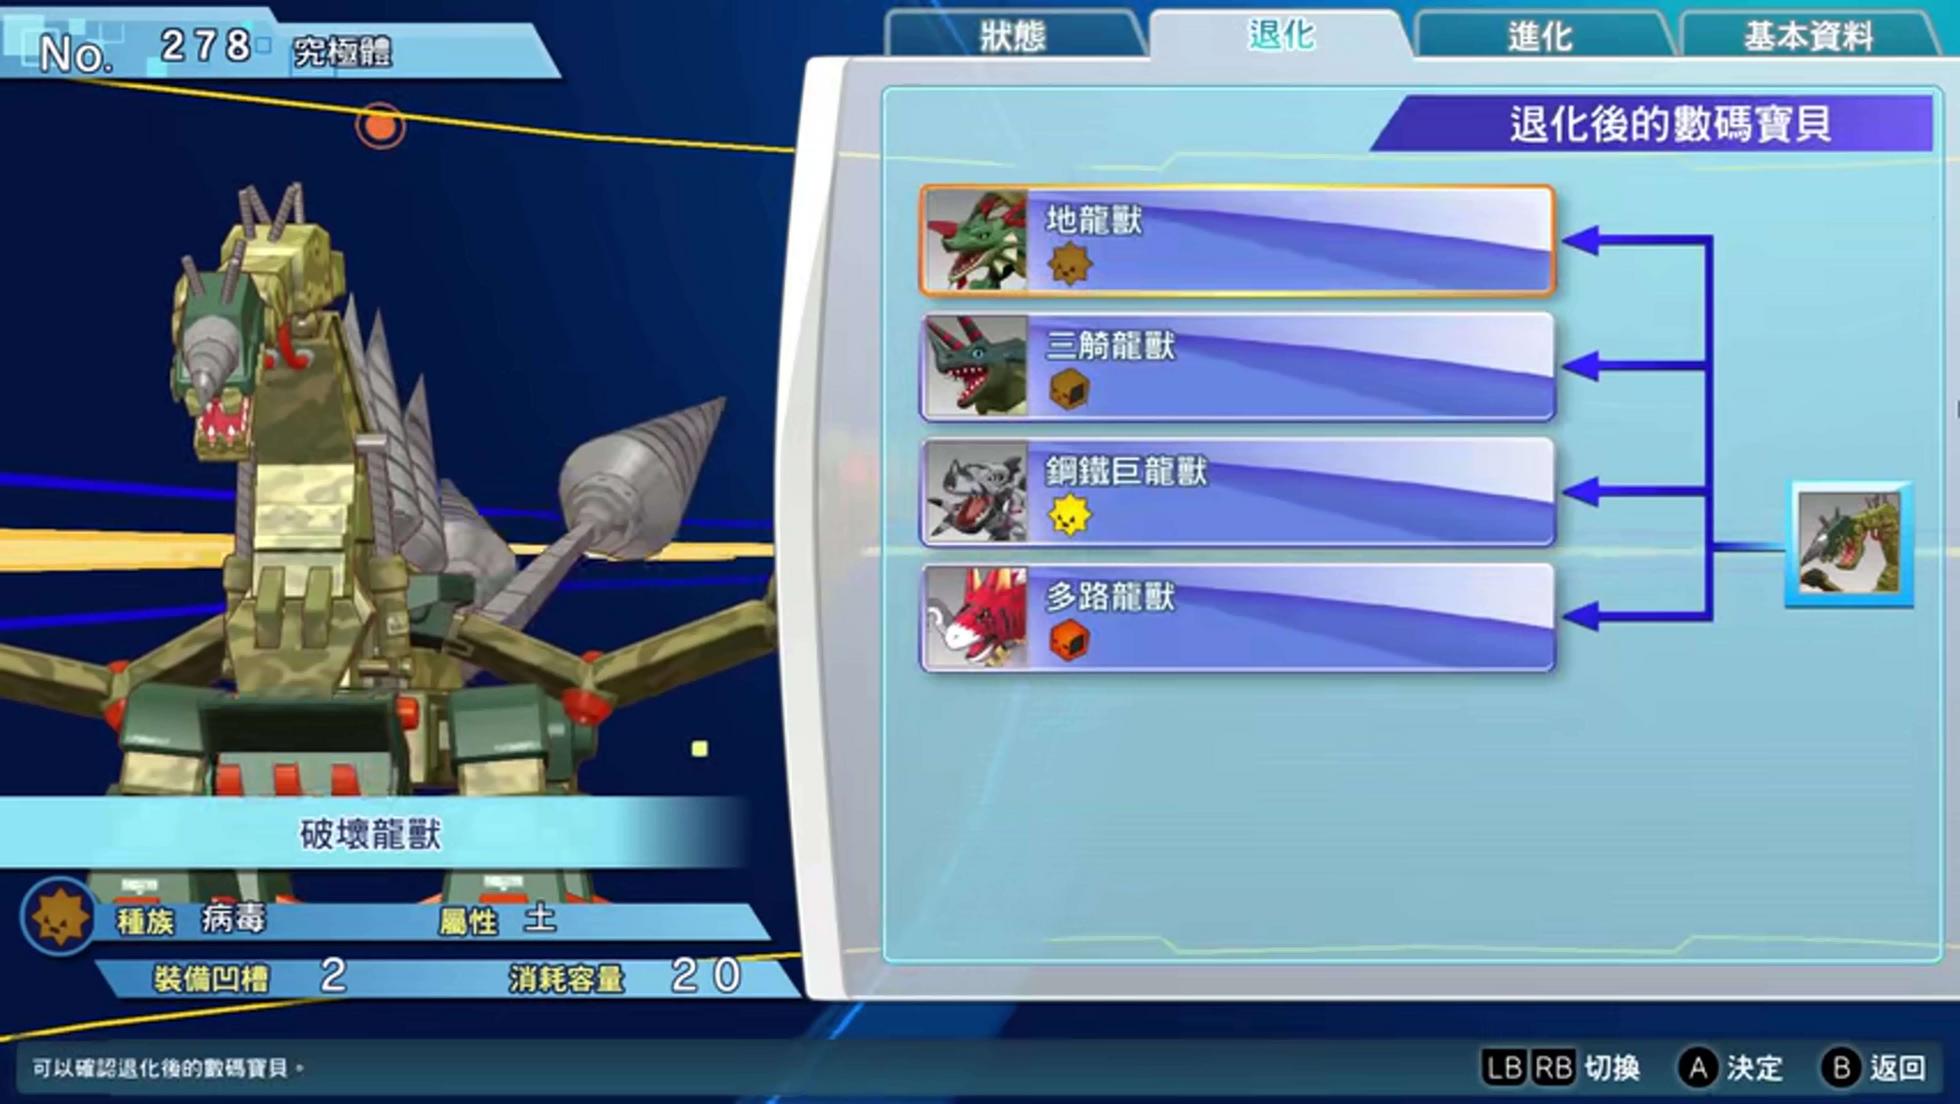 No. 278 究極體
狀態 退化 進化 基本資料
退化後的數碼寶貝
地龍獸
三觭龍獸
鋼鐵巨龍獸
多路龍獸
破壞龍獸
種族 病毒 屬性 土
裝備凹槽 2 消耗容量 20
可以確認退化後的數碼寶貝。
LB RB 切換 A 決定 B 返回